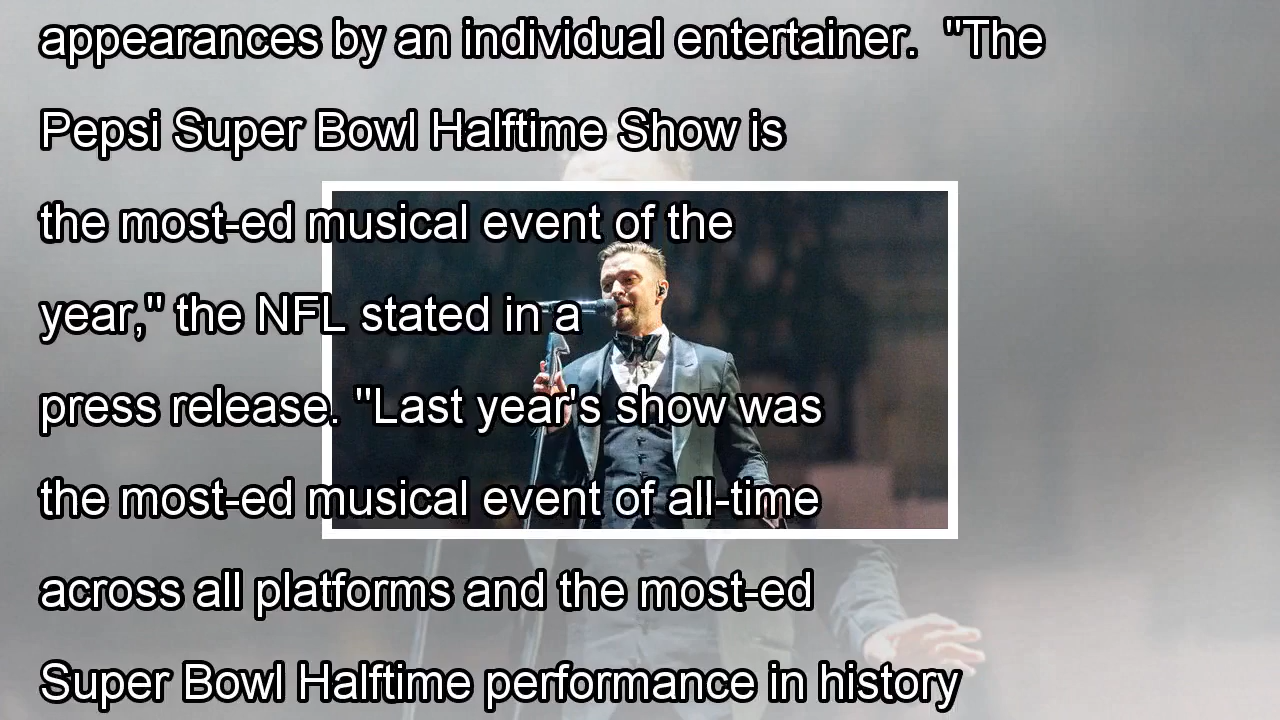 appearances by an individual entertainer.  "The
Pepsi Super Bowl Halftime Show is
the most-ed musical event of the
year," the NFL stated in a
press release. "Last year's show was
the most-ed musical event of all-time
across all platforms and the most-ed
Super Bowl Halftime performance in history